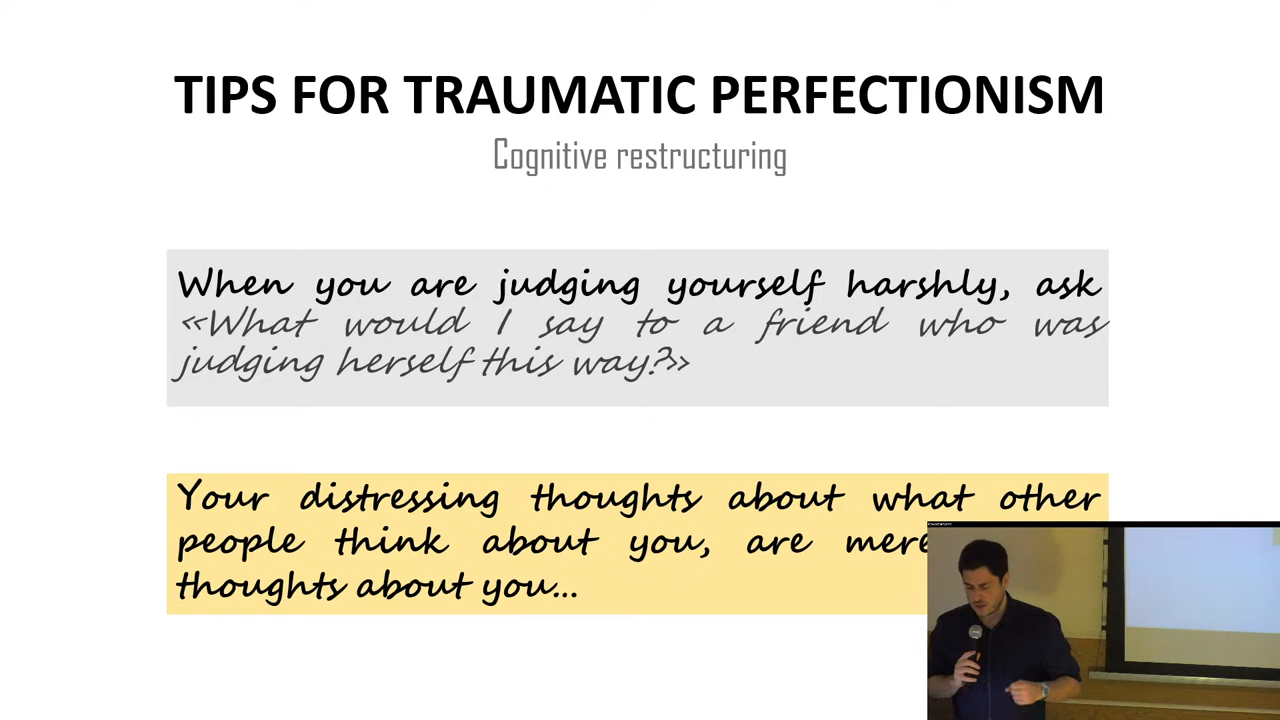 TIPS FOR TRAUMATIC PERFECTIONISM
Cognitive restructuring
When you are judging yourself harshly, ask
«What would I say to a friend who was
judging herself this way?»
Your distressing thoughts about what other
people think about you, are mere
thoughts about you...